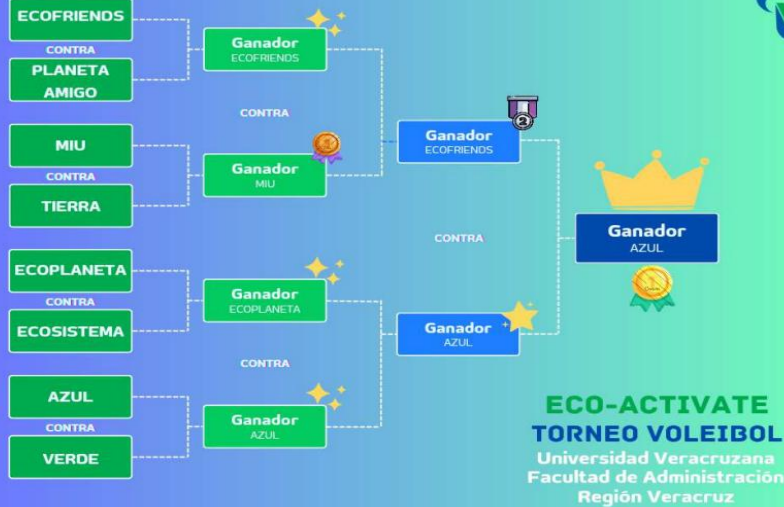 ECOFRIENDS
CONTRA
PLANETA
AMIGO
MIU
CONTRA
TIERRA
ECOPLANETA
CONTRA
ECOSISTEMA
AZUL
CONTRA
VERDE
Ganador
ECOFRIENDS
CONTRA
Ganador
MIU
Ganador
ECOPLANETA
CONTRA
Ganador
AZUL
2
Ganador
ECOFRIENDS
CONTRA
Ganador
AZUL
Ganador
AZUL
1
ECO-ACTIVATE
TORNEO VOLEIBOL
Universidad Veracruzana
Facultad de Administración
Región Veracruz